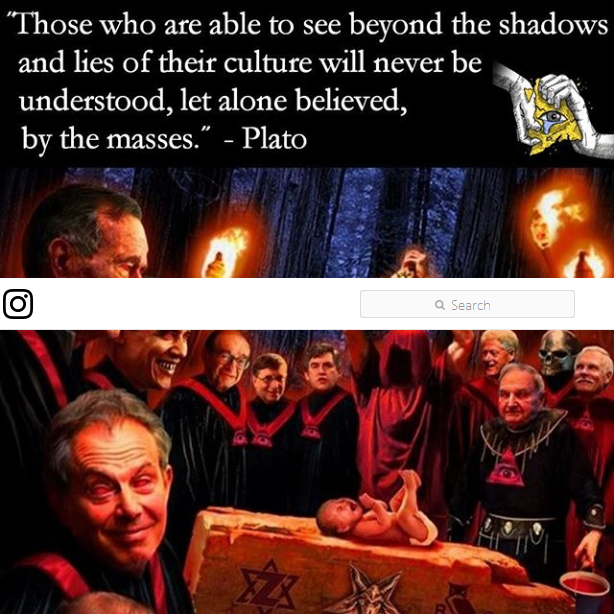 "Those who are able to see beyond the shadows
and lies of their culture will never be
understood, let alone believed,
by the masses." - Plato
Search